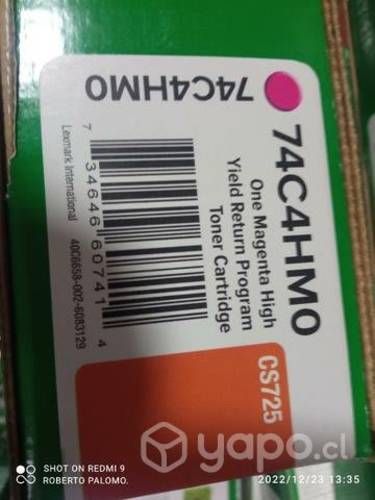 74C4HM0
74C4HM0
One Magenta High
Yield Return Program
Toner Cartridge
CS725
7 34646 60741 4
Lexmark International
40C6658-002-6083129
SHOT ON REDMI 9
ROBERTO PALOMO.
yapo.cl
2022/12/23 13:35